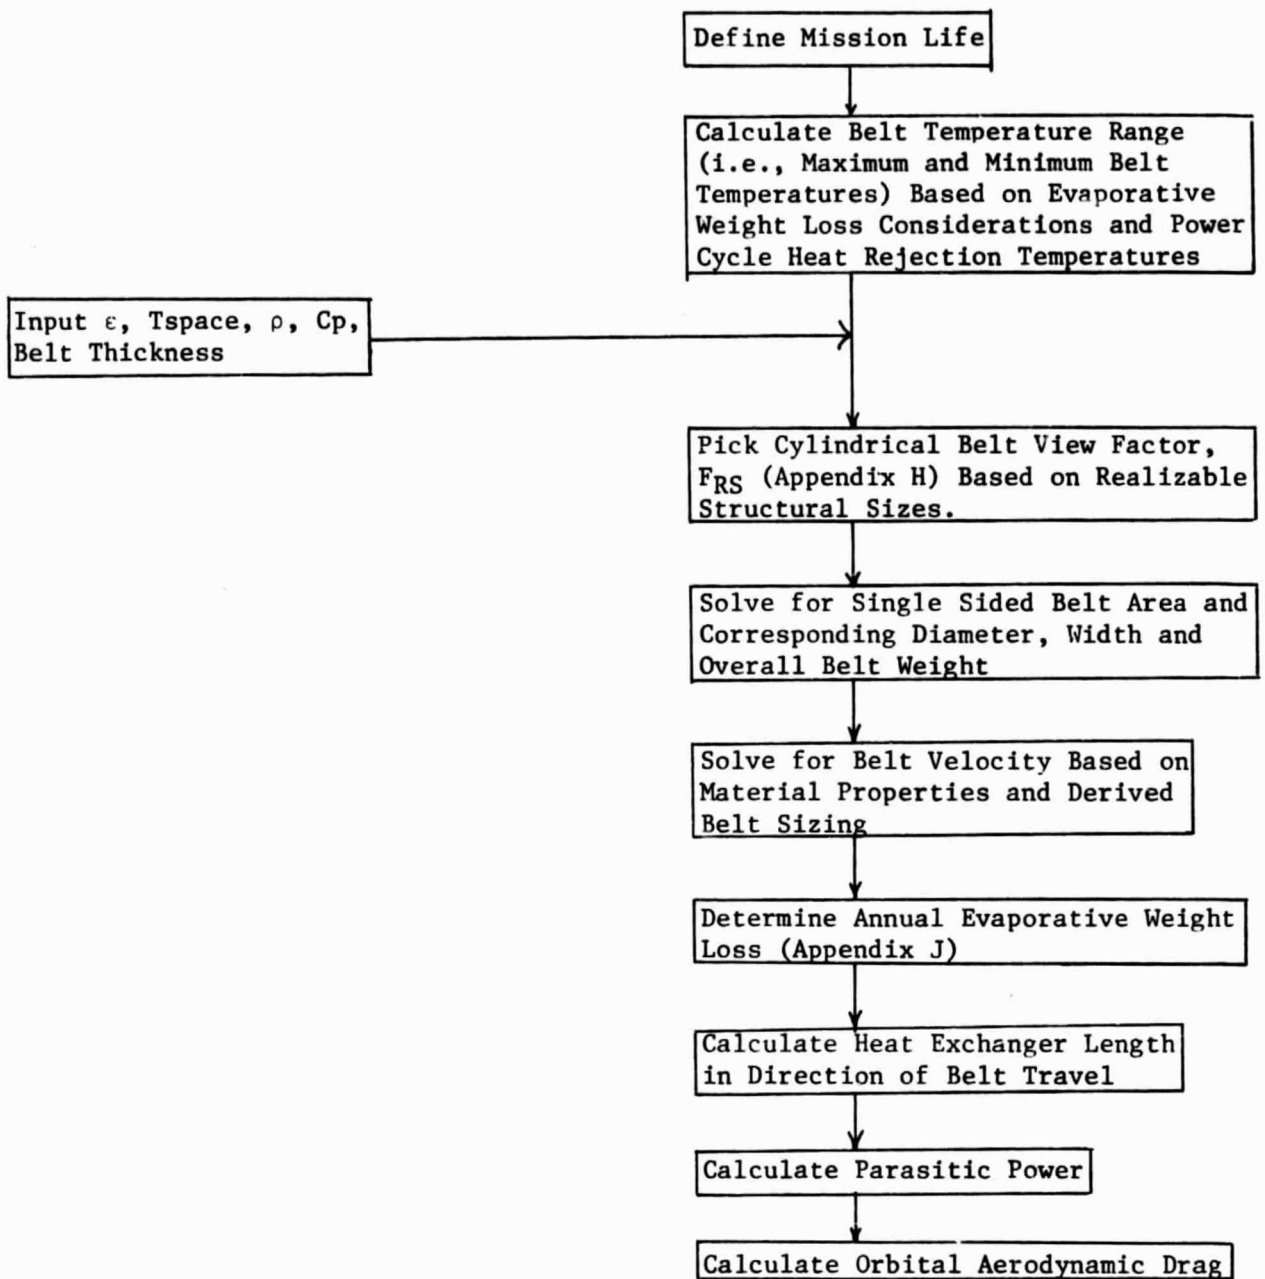 Define Mission Life
Calculate Belt Temperature Range
(i.e., Maximum and Minimum Belt
Temperatures) Based on Evaporative
Weight Loss Considerations and Power
Cycle Heat Rejection Temperatures
Input ε, Tspace, ρ, Cp,
Belt Thickness
Pick Cylindrical Belt View Factor,
FRS (Appendix H) Based on Realizable
Structural Sizes.
Solve for Single Sided Belt Area and
Corresponding Diameter, Width and
Overall Belt Weight
Solve for Belt Velocity Based on
Material Properties and Derived
Belt Sizing
Determine Annual Evaporative Weight
Loss (Appendix J)
Calculate Heat Exchanger Length
in Direction of Belt Travel
Calculate Parasitic Power
Calculate Orbital Aerodynamic Drag